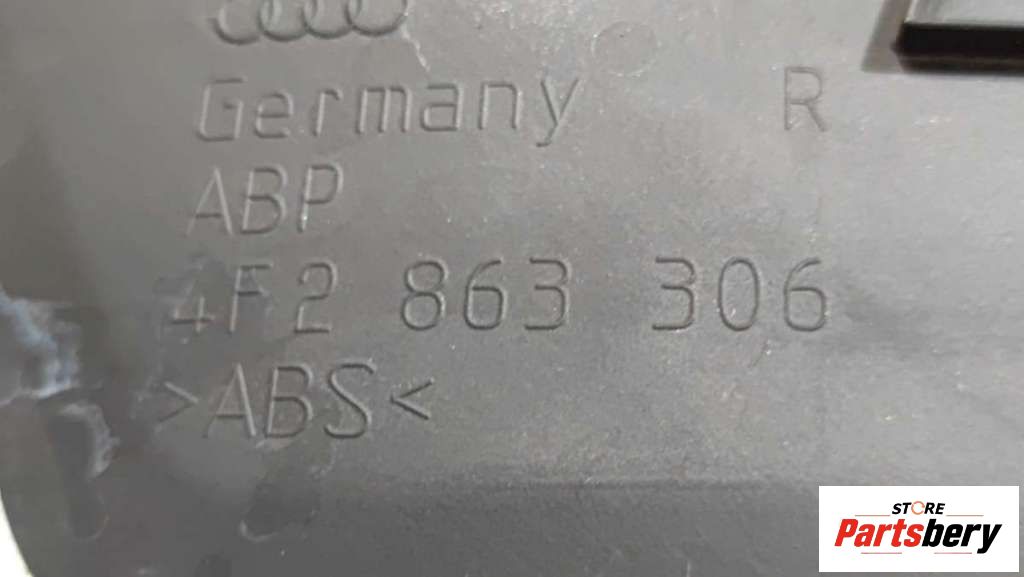 Germany R
ABP
4F2 863 306
>ABS<
STORE
Partsbery